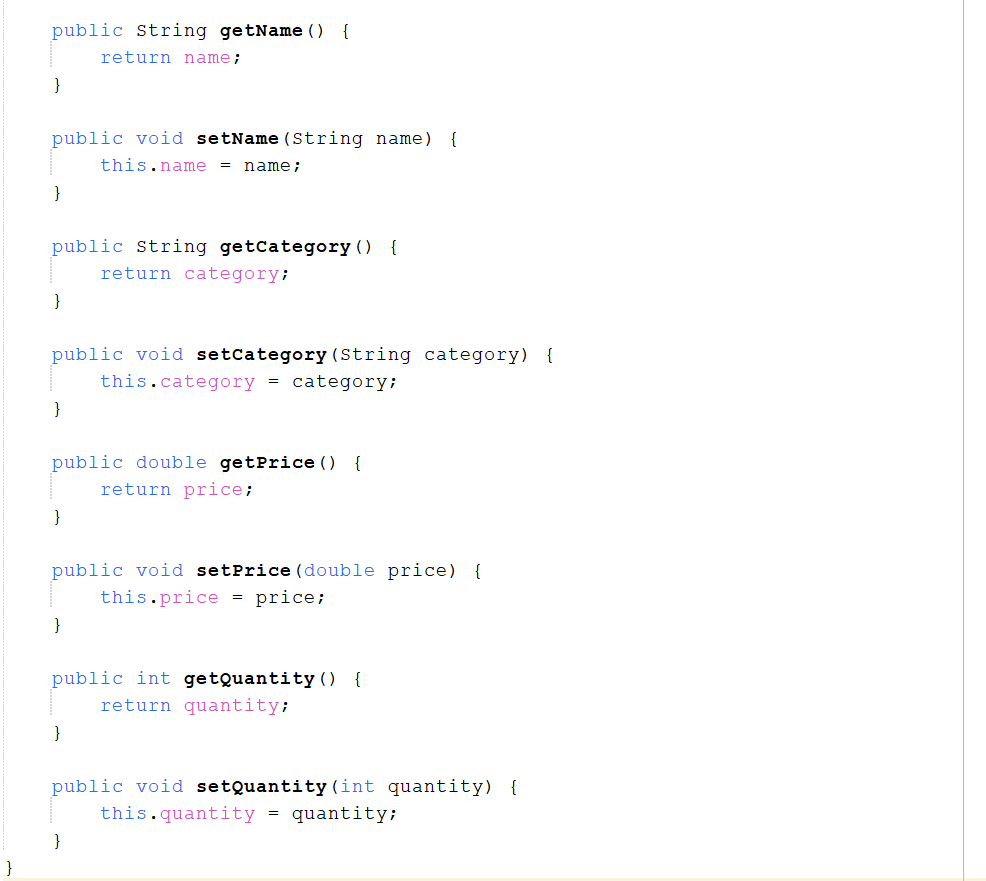 public String getName() {
return name;
}
public void setName(String name) {
this.name = name;
}
public String getCategory() {
return category;
}
public void setCategory(String category) {
this.category = category;
}
public double getPrice() {
return price;
}
public void setPrice(double price) {
this.price = price;
}
public int getQuantity() {
return quantity;
}
public void setQuantity(int quantity) {
this.quantity = quantity;
}
}